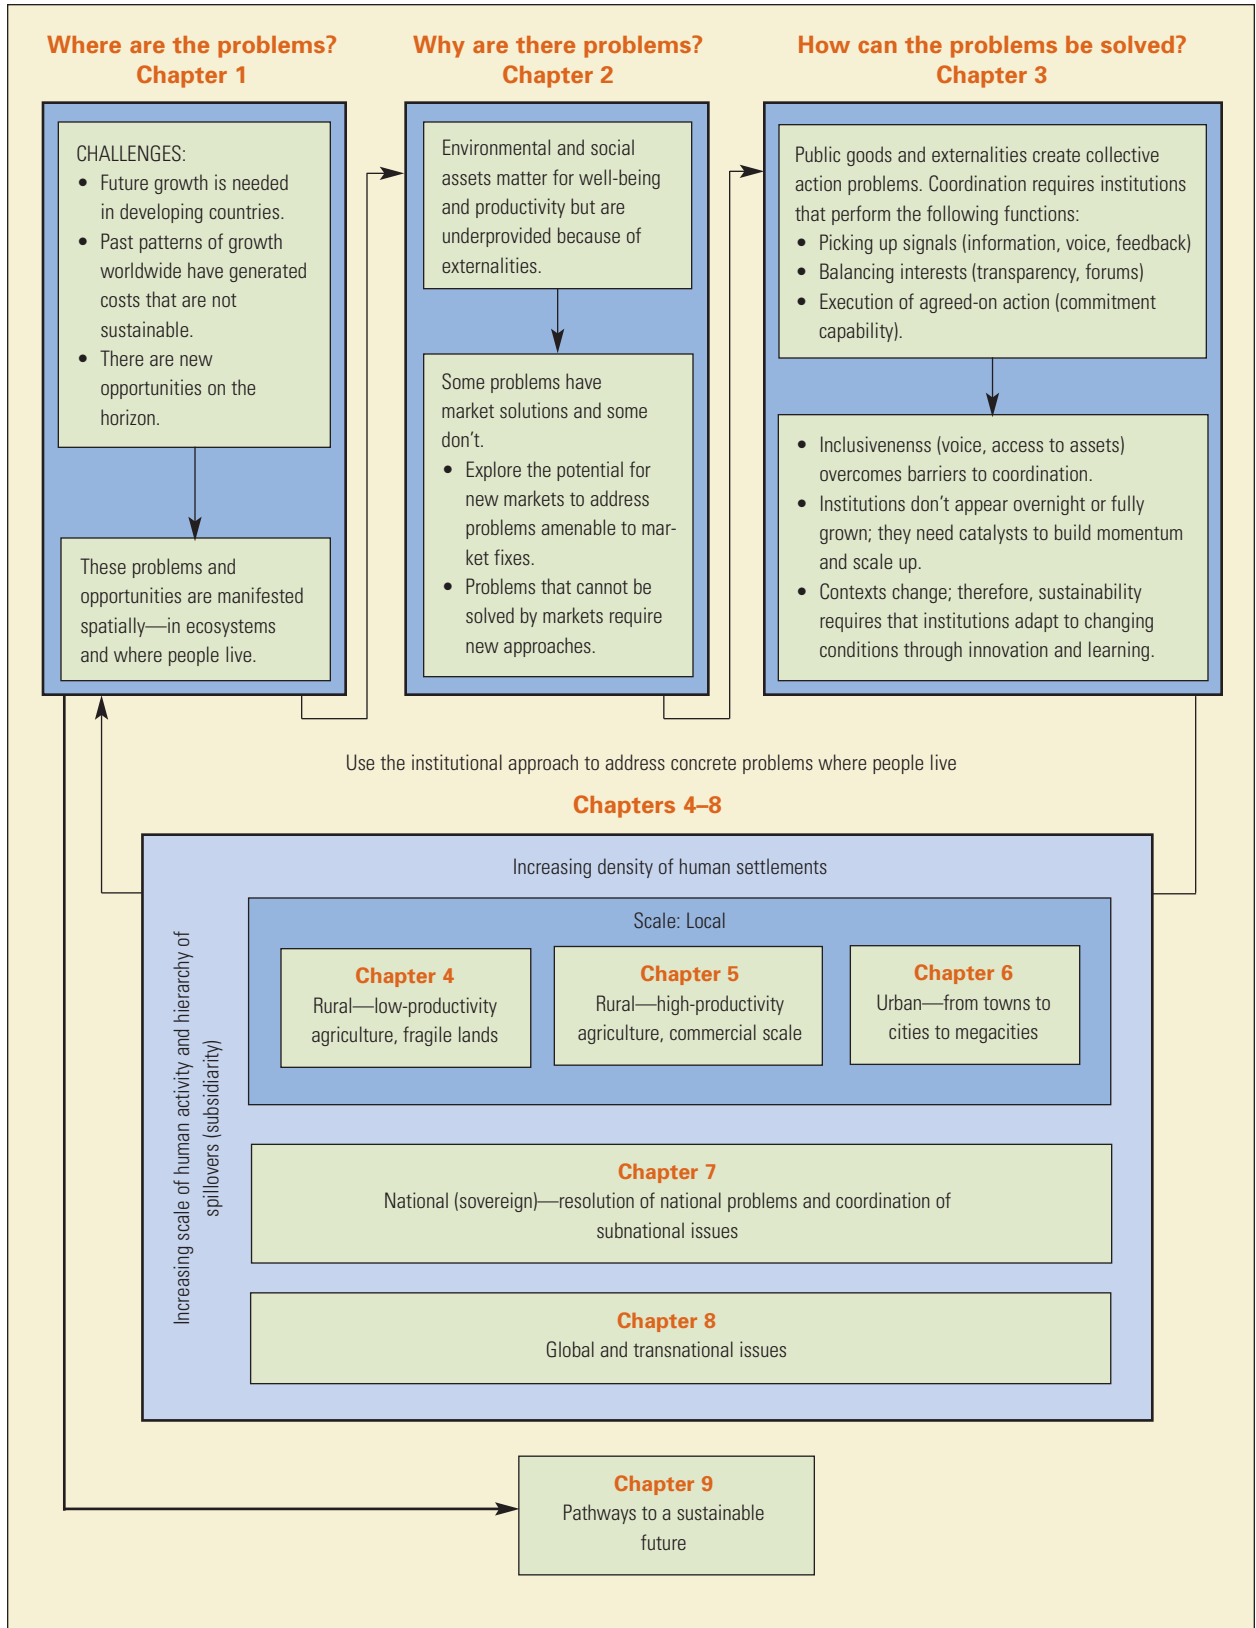 Where are the problems?
Chapter 1
CHALLENGES:
• Future growth is needed
in developing countries.
• Past patterns of growth
worldwide have generated
costs that are not
sustainable.
• There are new
opportunities on the
horizon.
These problems and
opportunities are manifested
spatially—in ecosystems
and where people live.
Why are there problems?
Chapter 2
Environmental and social
assets matter for well-being
and productivity but are
underprovided because of
externalities.
Some problems have
market solutions and some
don't.
• Explore the potential for
new markets to address
problems amenable to mar-
ket fixes.
• Problems that cannot be
solved by markets require
new approaches.
How can the problems be solved?
Chapter 3
Public goods and externalities create collective
action problems. Coordination requires institutions
that perform the following functions:
• Picking up signals (information, voice, feedback)
• Balancing interests (transparency, forums)
• Execution of agreed-on action (commitment
capability).
• Inclusivenenss (voice, access to assets)
overcomes barriers to coordination.
• Institutions don't appear overnight or fully
grown; they need catalysts to build momentum
and scale up.
• Contexts change; therefore, sustainability
requires that institutions adapt to changing
conditions through innovation and learning.
Use the institutional approach to address concrete problems where people live
Chapters 4–8
Increasing density of human settlements
Increasing scale of human activity and hierarchy of
spillovers (subsidiarity)
Scale: Local
Chapter 4
Rural—low-productivity
agriculture, fragile lands
Chapter 5
Rural—high-productivity
agriculture, commercial scale
Chapter 6
Urban—from towns to
cities to megacities
Chapter 7
National (sovereign)—resolution of national problems and coordination of
subnational issues
Chapter 8
Global and transnational issues
Chapter 9
Pathways to a sustainable
future